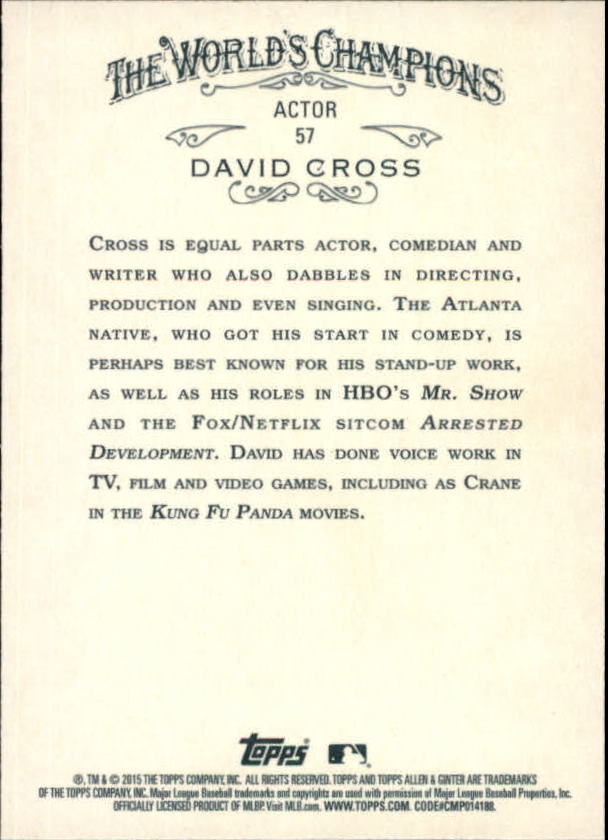 THE WORLD'S CHAMPIONS
ACTOR
57
DAVID CROSS
CROSS IS EQUAL PARTS ACTOR, COMEDIAN AND
WRITER WHO ALSO DABBLES IN DIRECTING,
PRODUCTION AND EVEN SINGING. THE ATLANTA
NATIVE, WHO GOT HIS START IN COMEDY, IS
PERHAPS BEST KNOWN FOR HIS STAND-UP WORK,
AS WELL AS HIS ROLES IN HBO'S MR. SHOW
AND THE FOX/NETFLIX SITCOM ARRESTED
DEVELOPMENT. DAVID HAS DONE VOICE WORK IN
TV, FILM AND VIDEO GAMES, INCLUDING AS CRANE
IN THE KUNG FU PANDA MOVIES.
Topps
®, TM & © 2015 THE TOPPS COMPANY, INC. ALL RIGHTS RESERVED. TOPPS AND TOPPS ALLEN & GINTER ARE TRADEMARKS
OF THE TOPPS COMPANY, INC. Major League Baseball trademarks and copyrights are used with permission of Major League Baseball Properties, Inc.
OFFICIALLY LICENSED PRODUCT OF MLBP. Visit MLB.com. WWW.TOPPS.COM. CODE#CMP014188.